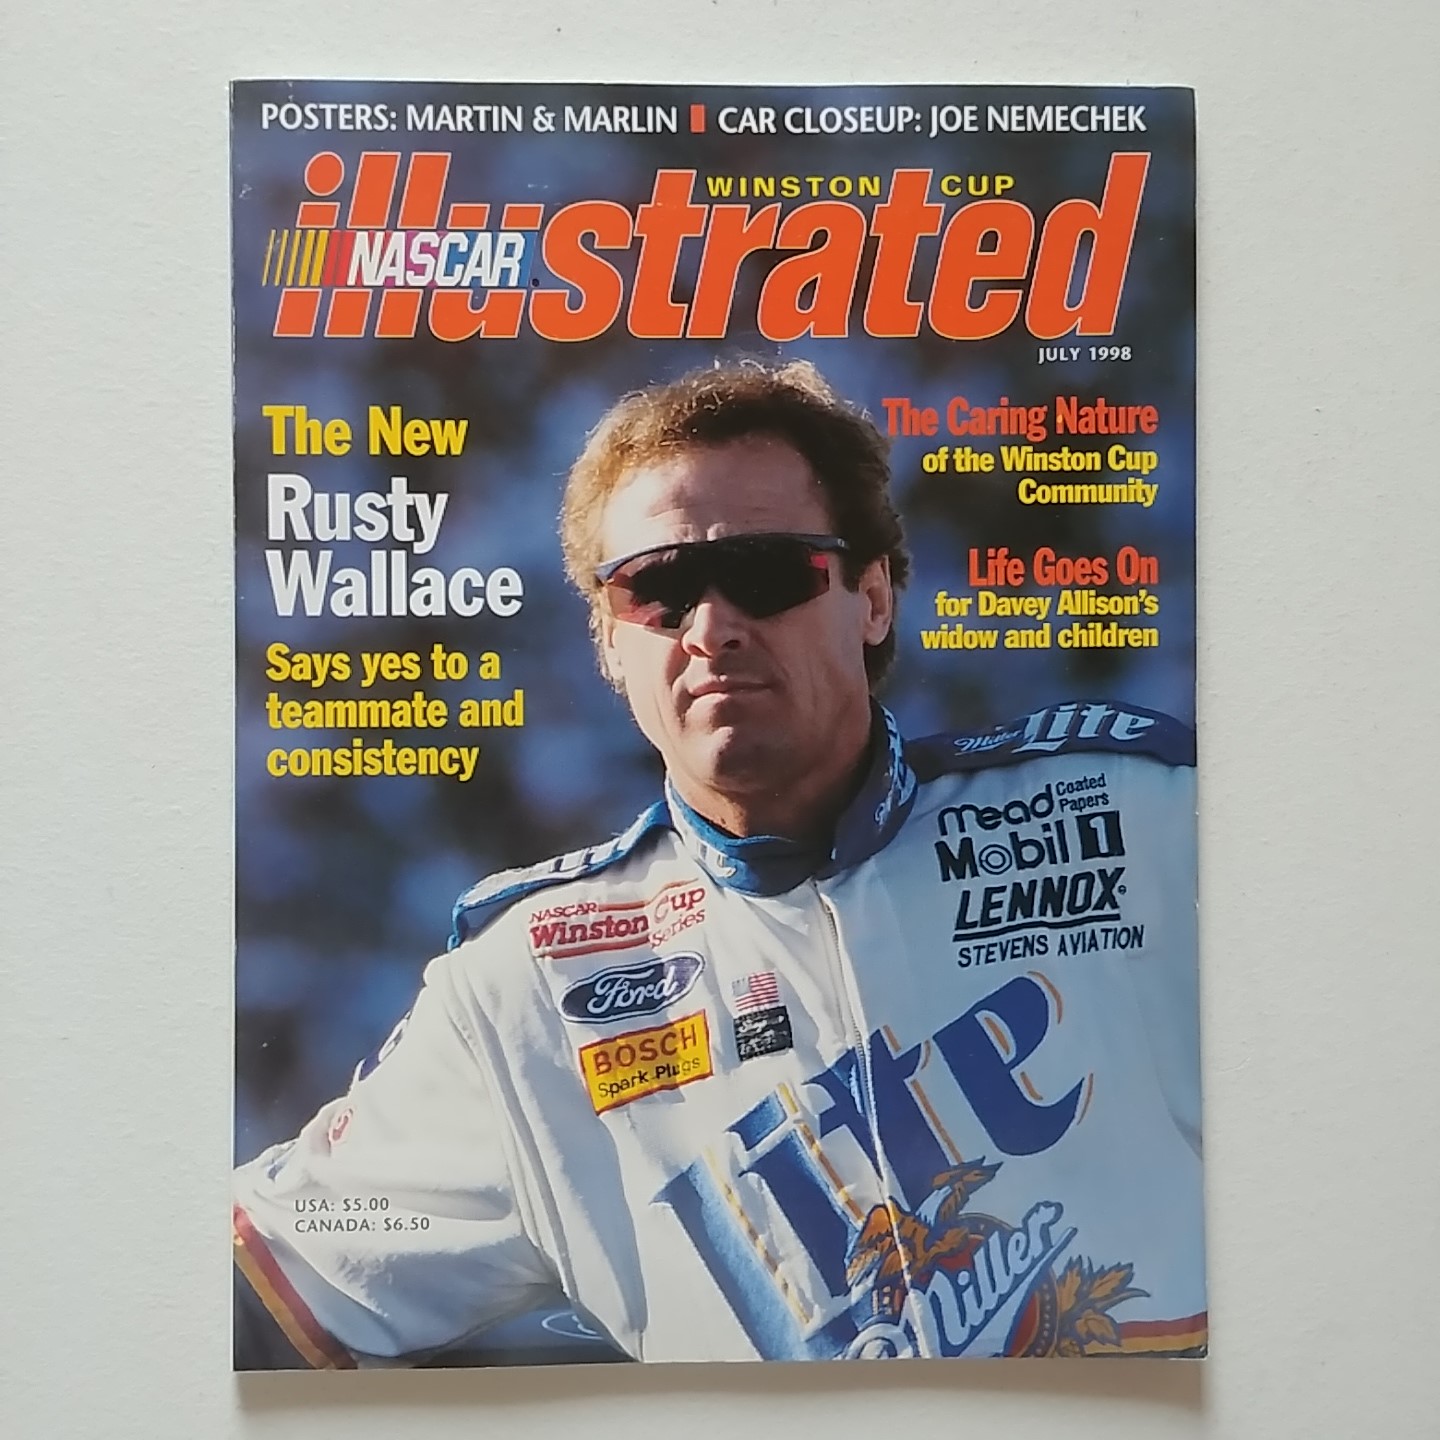 POSTERS: MARTIN & MARLIN CAR CLOSEUP: JOE NEMECHEK
WINSTON CUP
illustrated
NASCAR
JULY 1998
The New
Rusty
Wallace
Says yes to a
teammate and
consistency
The Caring Nature
of the Winston Cup
Community
Life Goes On
for Davey Allison's
widow and children
Miller Lite
Mead Coated Papers
Mobil 1
LENNOX
STEVENS AVIATION
NASCAR
Winston Cup
Series
Ford
BOSCH
Spark Plugs
Lite
Miller
USA: $5.00
CANADA: $6.50